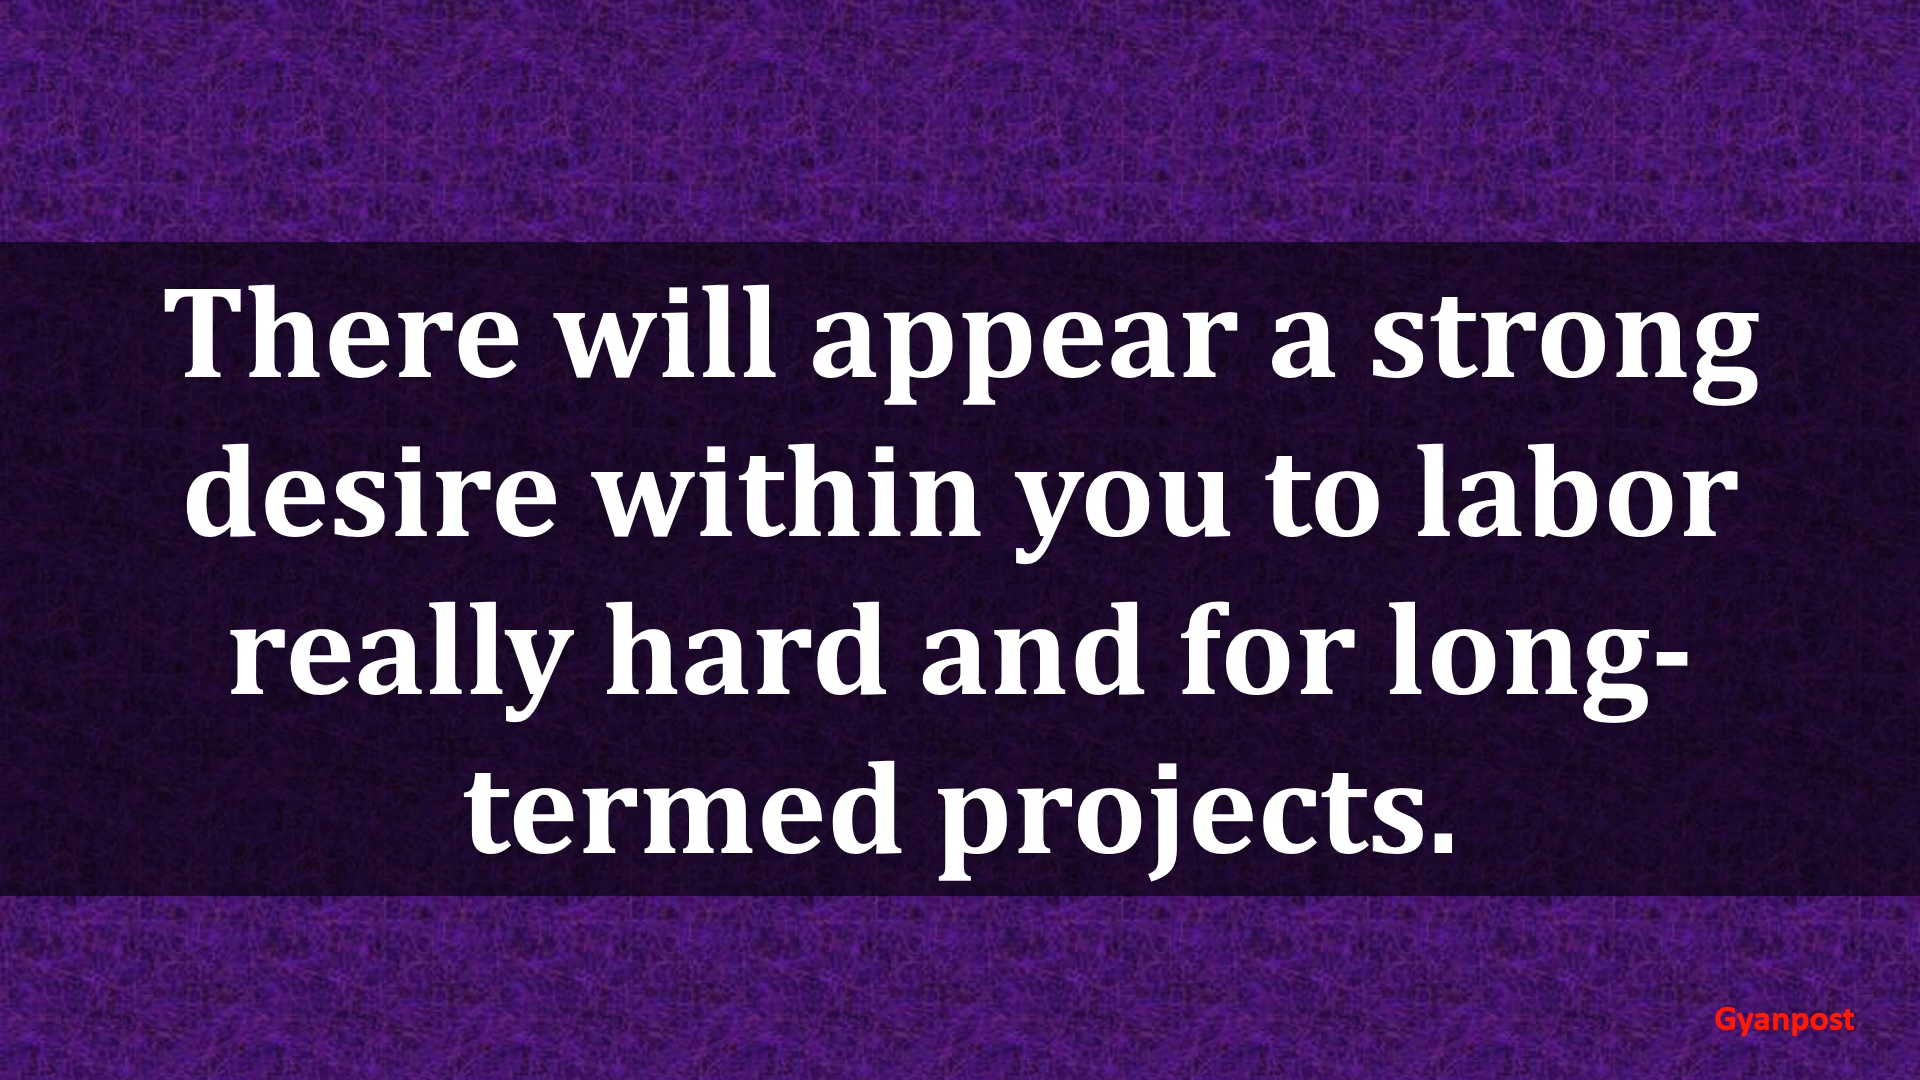 There will appear a strong
desire within you to labor
really hard and for long-
termed projects.
Gyanpost